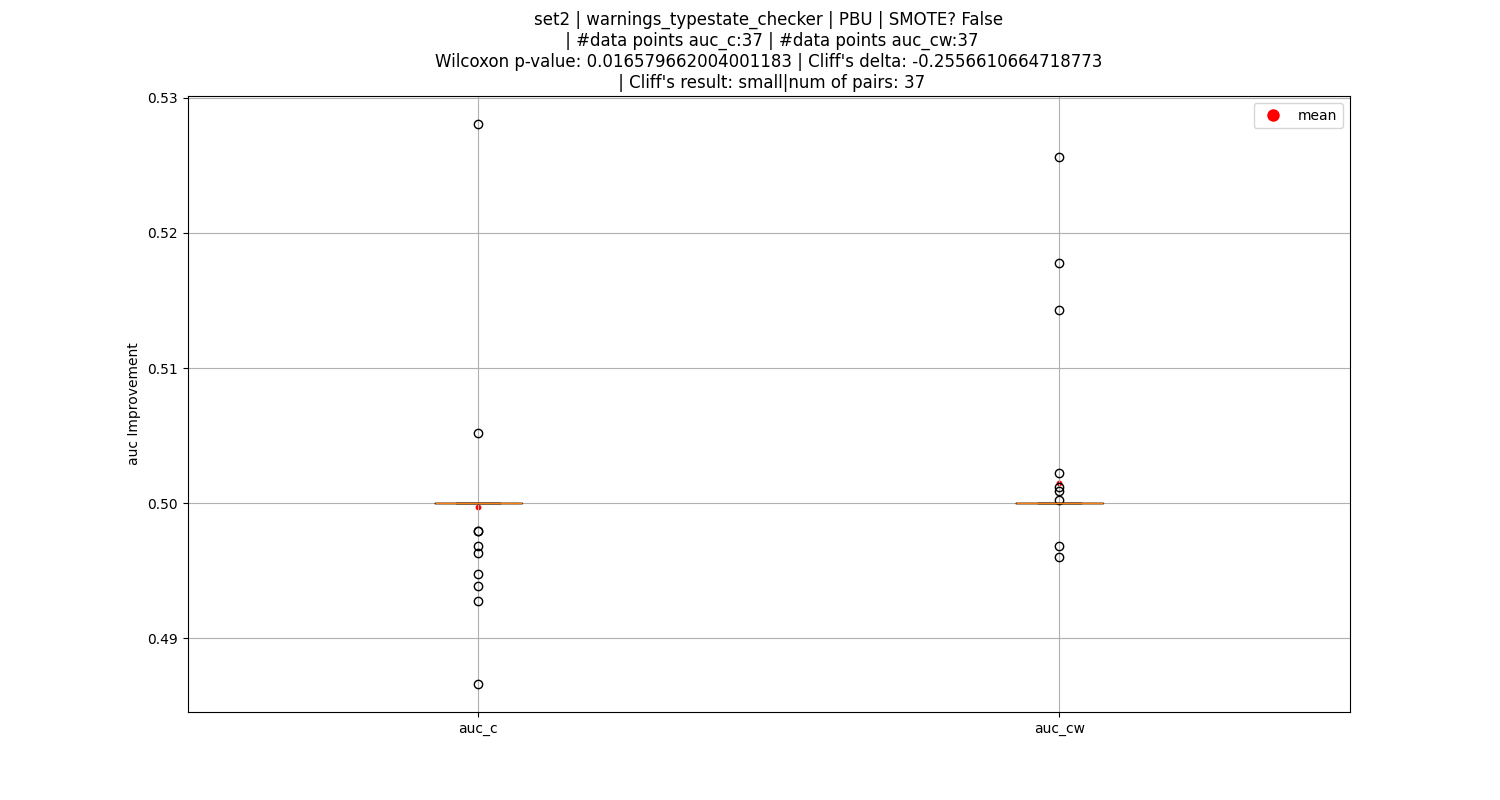 set2 | warnings_typestate_checker | PBU | SMOTE? False
| #data points auc_c:37 | #data points auc_cw:37
Wilcoxon p-value: 0.016579662004001183 | Cliff's delta: -0.2556610664718773
| Cliff's result: small|num of pairs: 37
mean
0.53
0.52
0.51
0.50
0.49
auc Improvement
auc_c
auc_cw